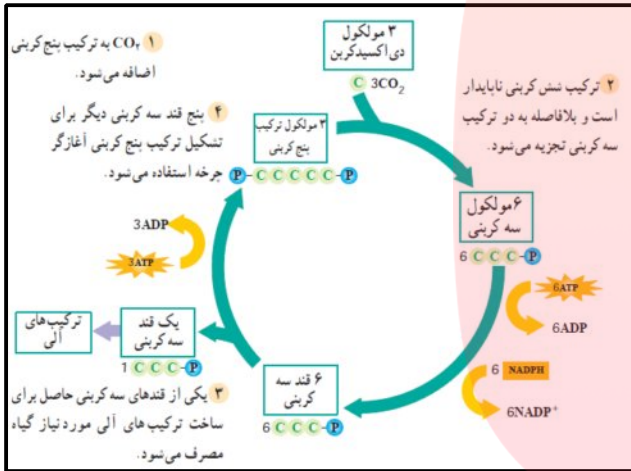 ۳ مولکول
دی‌اکسیدکربن
C 3CO₂
۱ CO₂ به ترکیب پنج‌کربنی
اضافه می‌شود.
۲ ترکیب شش کربنی ناپایدار
است و بلافاصله به دو ترکیب
سه کربنی تجزیه می‌شود.
۴ پنج قند سه کربنی دیگر برای
تشکیل ترکیب پنج کربنی آغازگر
چرخه استفاده می‌شود.
۳ مولکول ترکیب
پنج کربنی
P-C C C C C-P
۶ مولکول
سه کربنی
6 C C C-P
3ADP
3ATP
6ATP
6ADP
6 NADPH
6NADP⁺
ترکیب‌های
آلی
یک قند
سه کربنی
1 C C C-P
۶ قند سه
کربنی
6 C C C-P
۳ یکی از قندهای سه کربنی حاصل برای
ساخت ترکیب های آلی مورد نیاز گیاه
مصرف می‌شود.